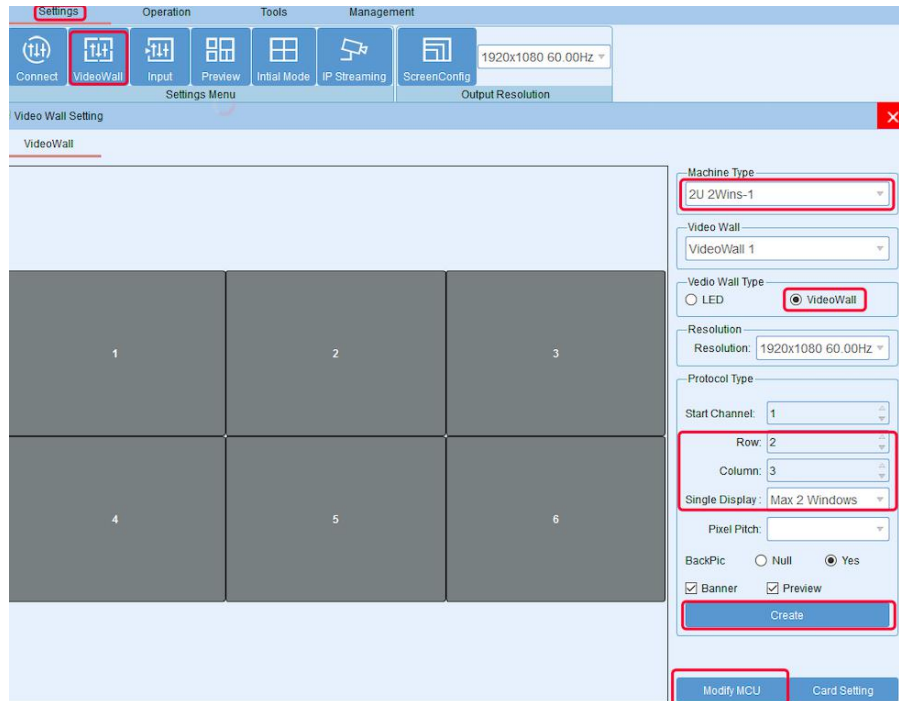 Settings Operation Tools Management
Connect VideoWall Input Preview Intial Mode IP Streaming ScreenConfig 1920x1080 60.00Hz
Settings Menu Output Resolution
Video Wall Setting
VideoWall
Machine Type
2U 2Wins-1
Video Wall
VideoWall 1
Vedio Wall Type
LED VideoWall
Resolution
Resolution: 1920x1080 60.00Hz
Protocol Type
Start Channel: 1
Row: 2
Column: 3
Single Display : Max 2 Windows
Pixel Pitch:
BackPic Null Yes
Banner Preview
Create
Modify MCU Card Setting
1 2 3
4 5 6